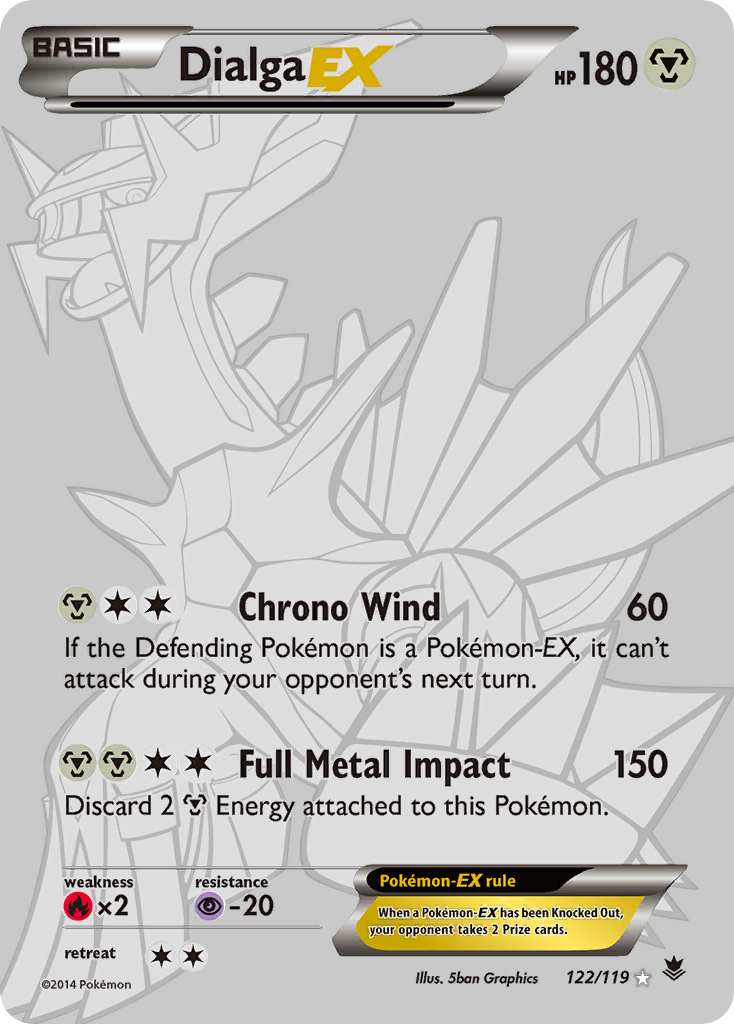 BASIC DialgaEX HP180
Chrono Wind 60
If the Defending Pokémon is a Pokémon-EX, it can't
attack during your opponent's next turn.
Full Metal Impact 150
Discard 2 Energy attached to this Pokémon.
weakness resistance
×2 -20
retreat
Pokémon-EX rule
When a Pokémon-EX has been Knocked Out,
your opponent takes 2 Prize cards.
©2014 Pokémon Illus. 5ban Graphics 122/119